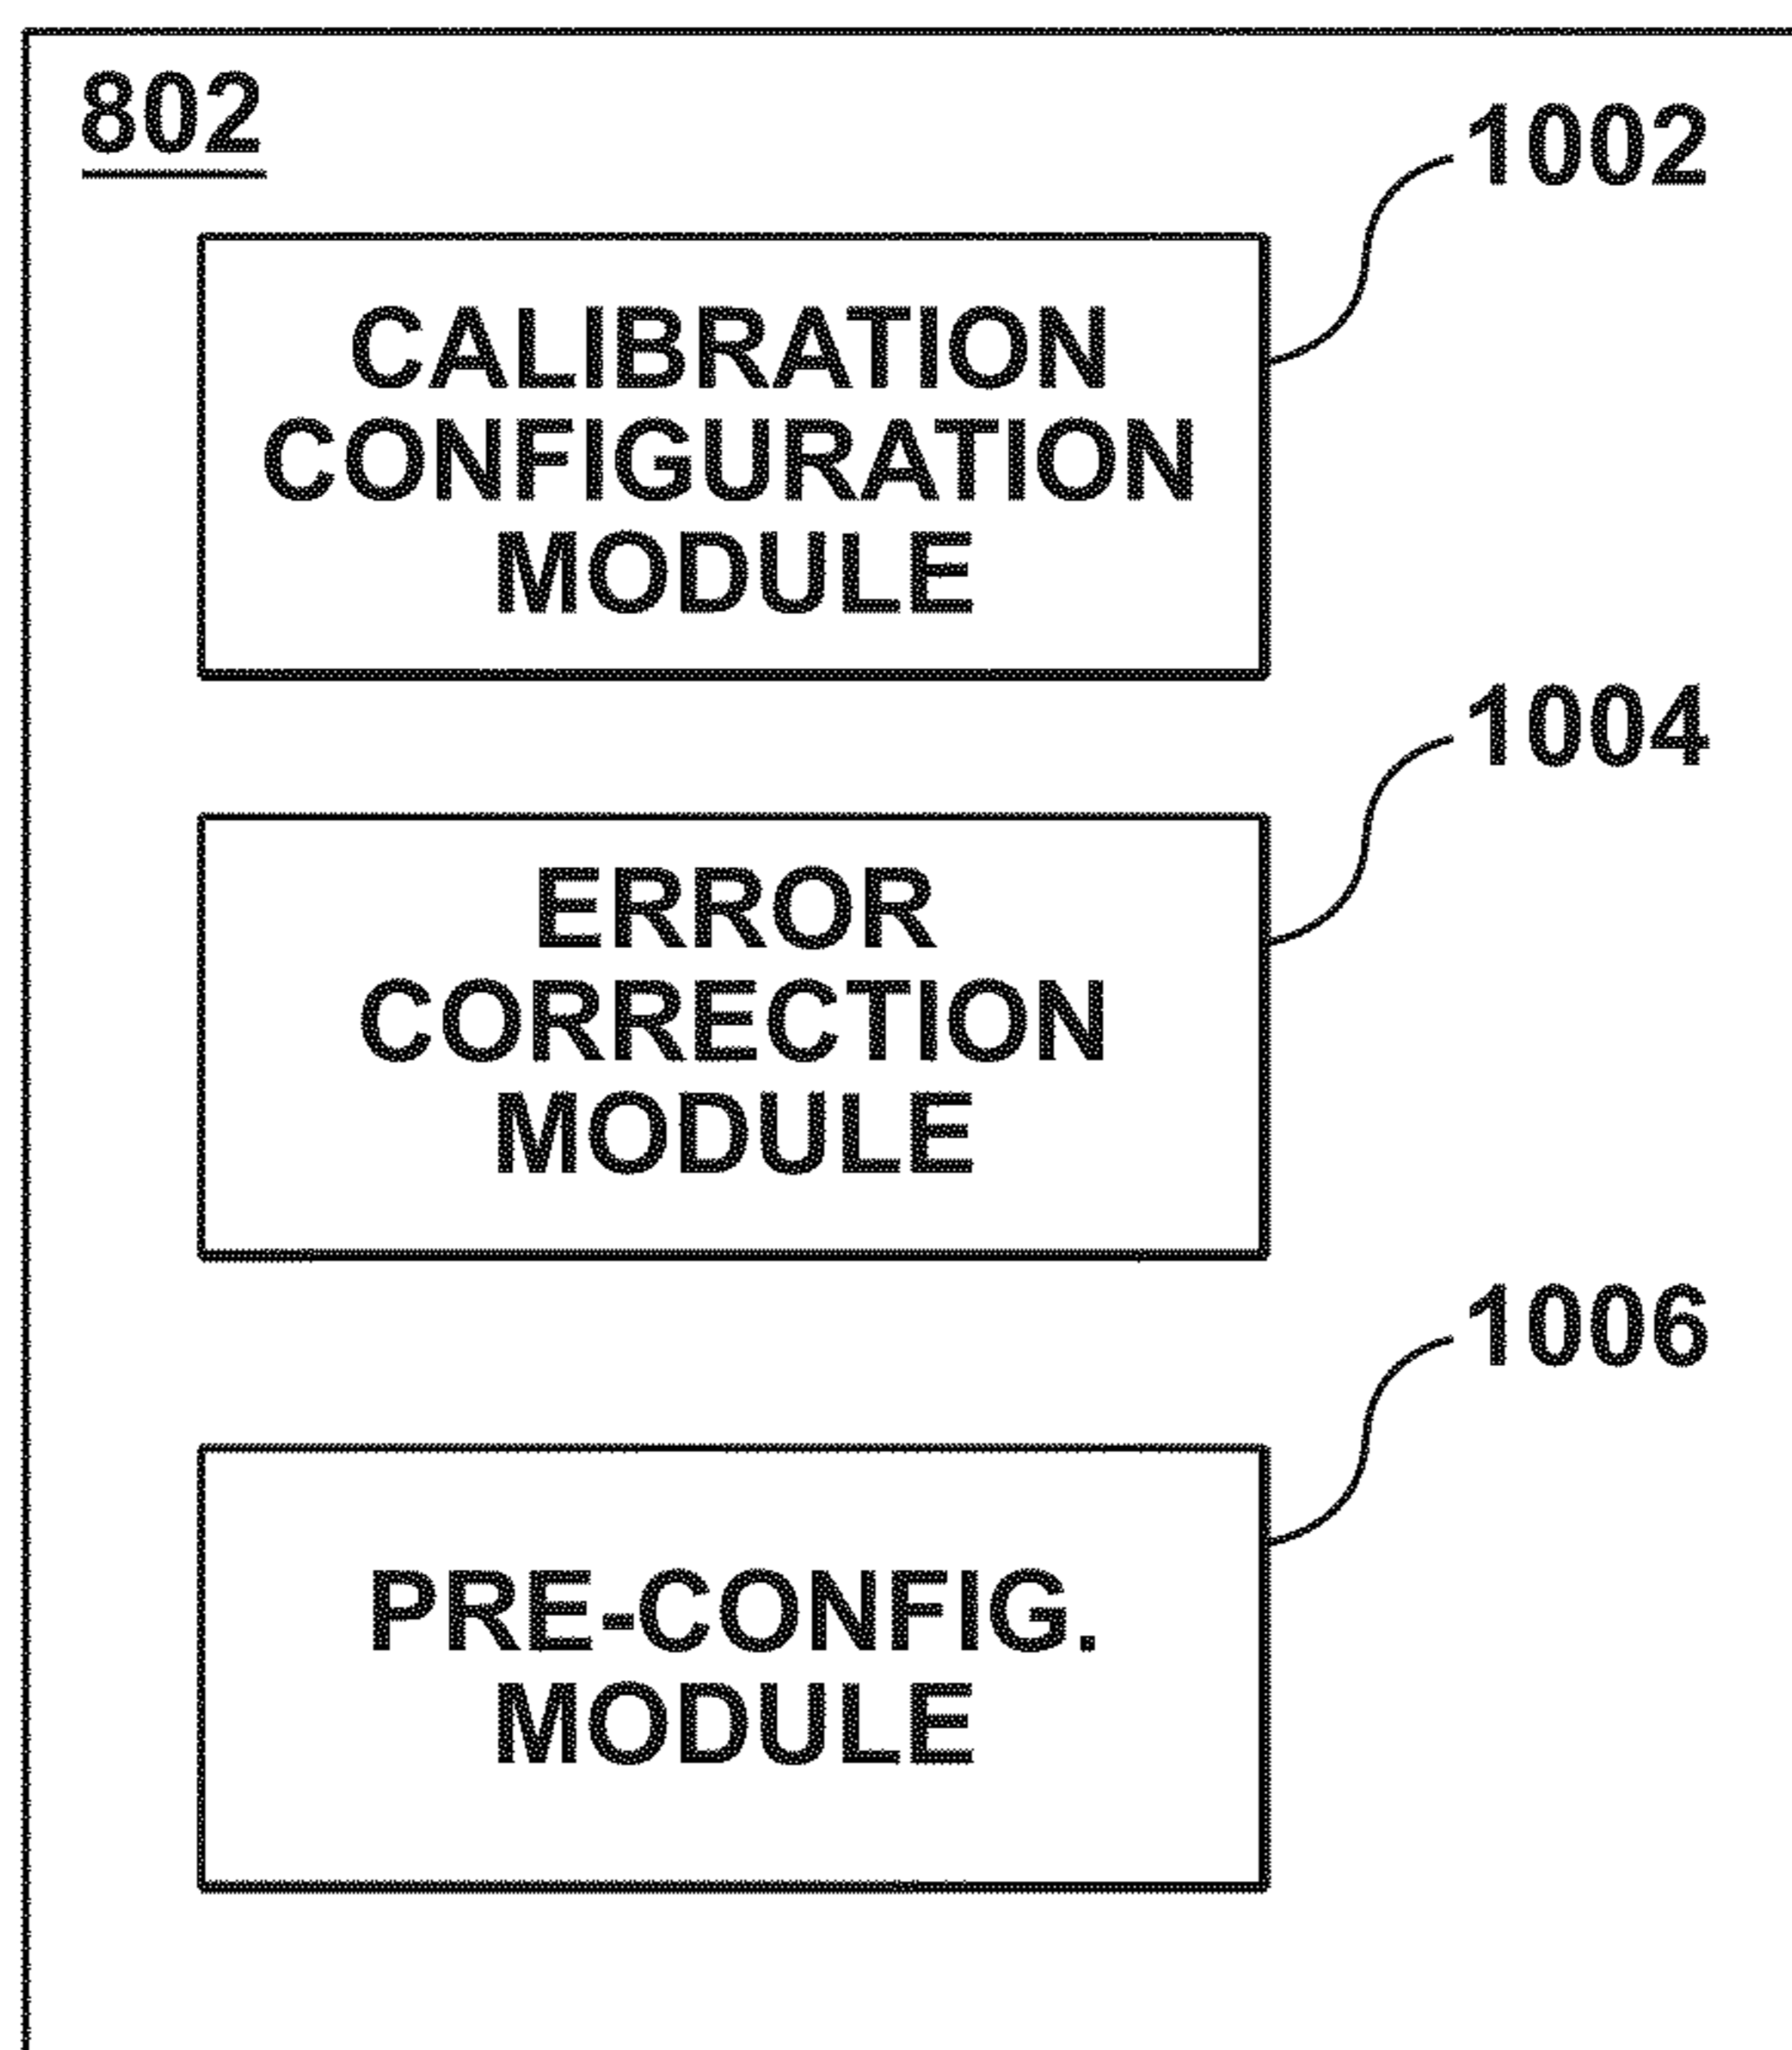 802
1002
CALIBRATION
CONFIGURATION
MODULE
1004
ERROR
CORRECTION
MODULE
1006
PRE-CONFIG.
MODULE